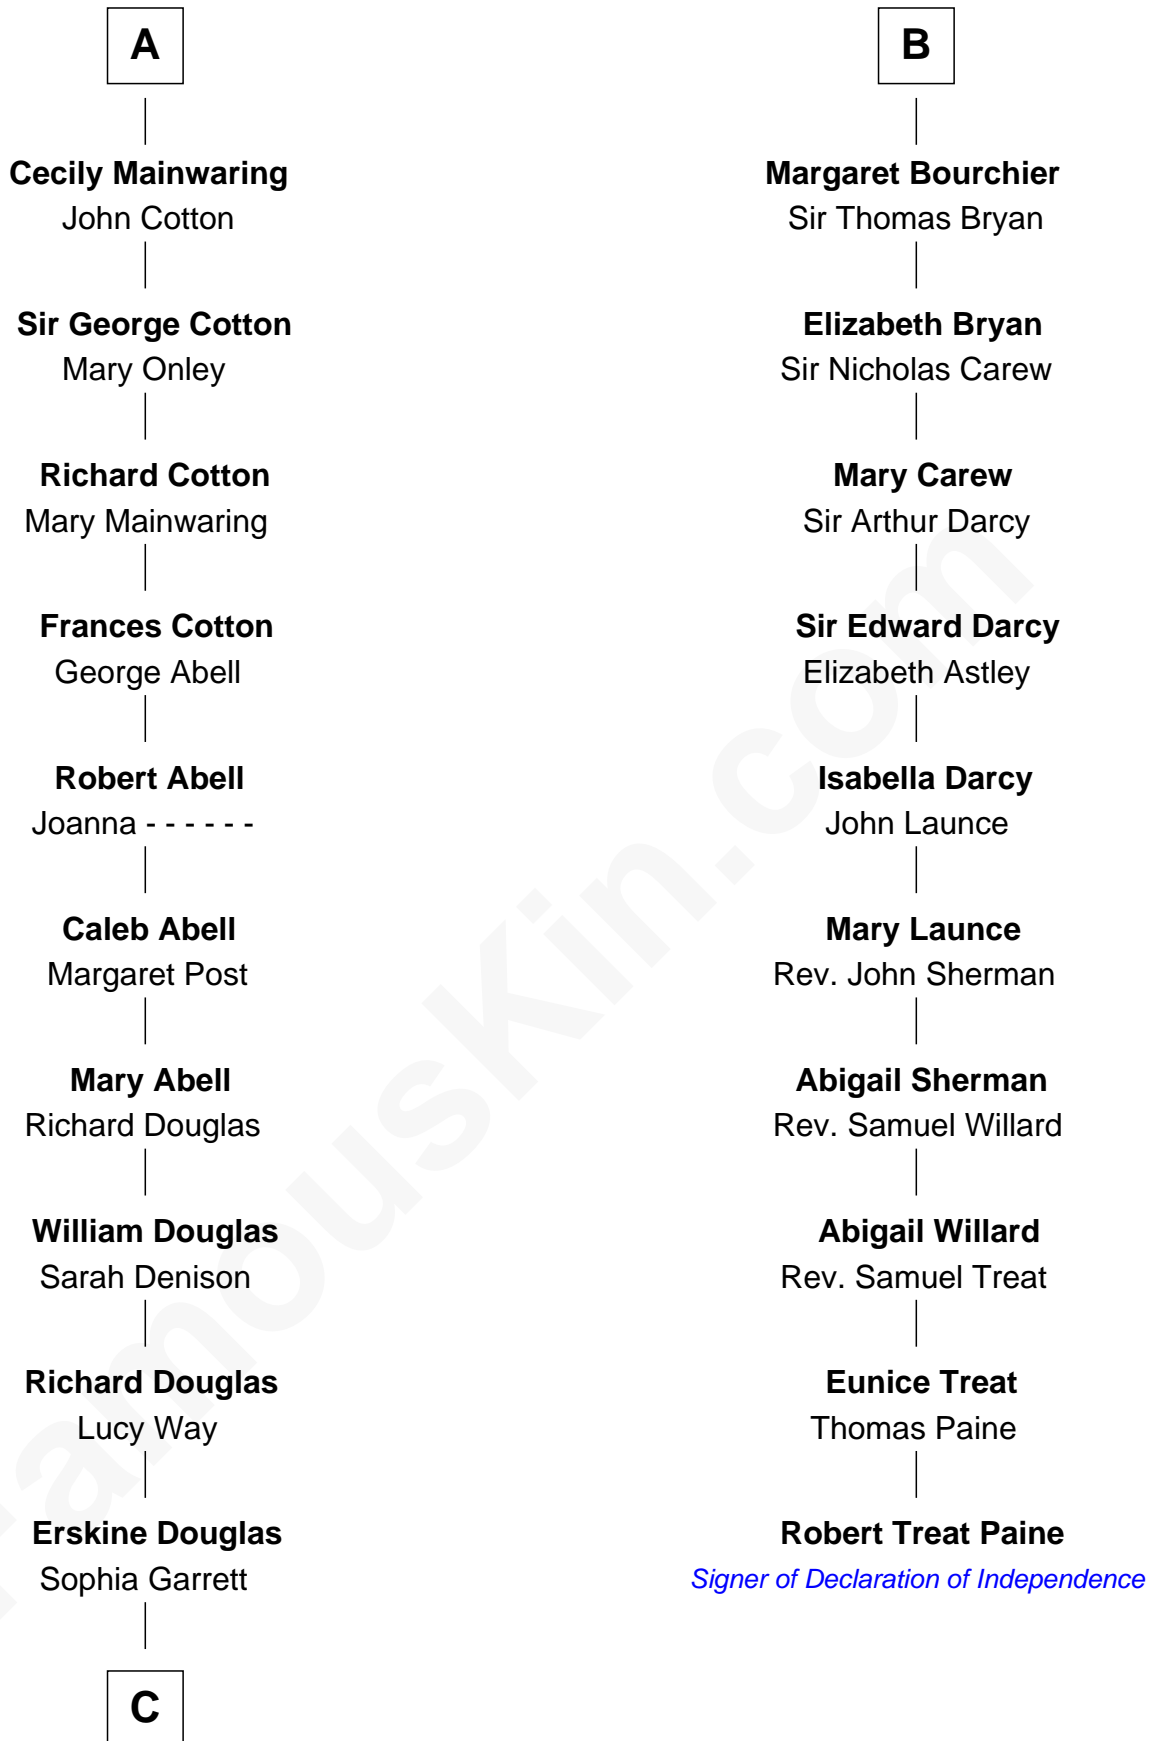 A
Cecily Mainwaring
John Cotton
Sir George Cotton
Mary Onley
Richard Cotton
Mary Mainwaring
Frances Cotton
George Abell
Robert Abell
Joanna - - - - - -
Caleb Abell
Margaret Post
Mary Abell
Richard Douglas
William Douglas
Sarah Denison
Richard Douglas
Lucy Way
Erskine Douglas
Sophia Garrett
C
B
Margaret Bourchier
Sir Thomas Bryan
Elizabeth Bryan
Sir Nicholas Carew
Mary Carew
Sir Arthur Darcy
Sir Edward Darcy
Elizabeth Astley
Isabella Darcy
John Launce
Mary Launce
Rev. John Sherman
Abigail Sherman
Rev. Samuel Willard
Abigail Willard
Rev. Samuel Treat
Eunice Treat
Thomas Paine
Robert Treat Paine
Signer of Declaration of Independence
FamousKin.com